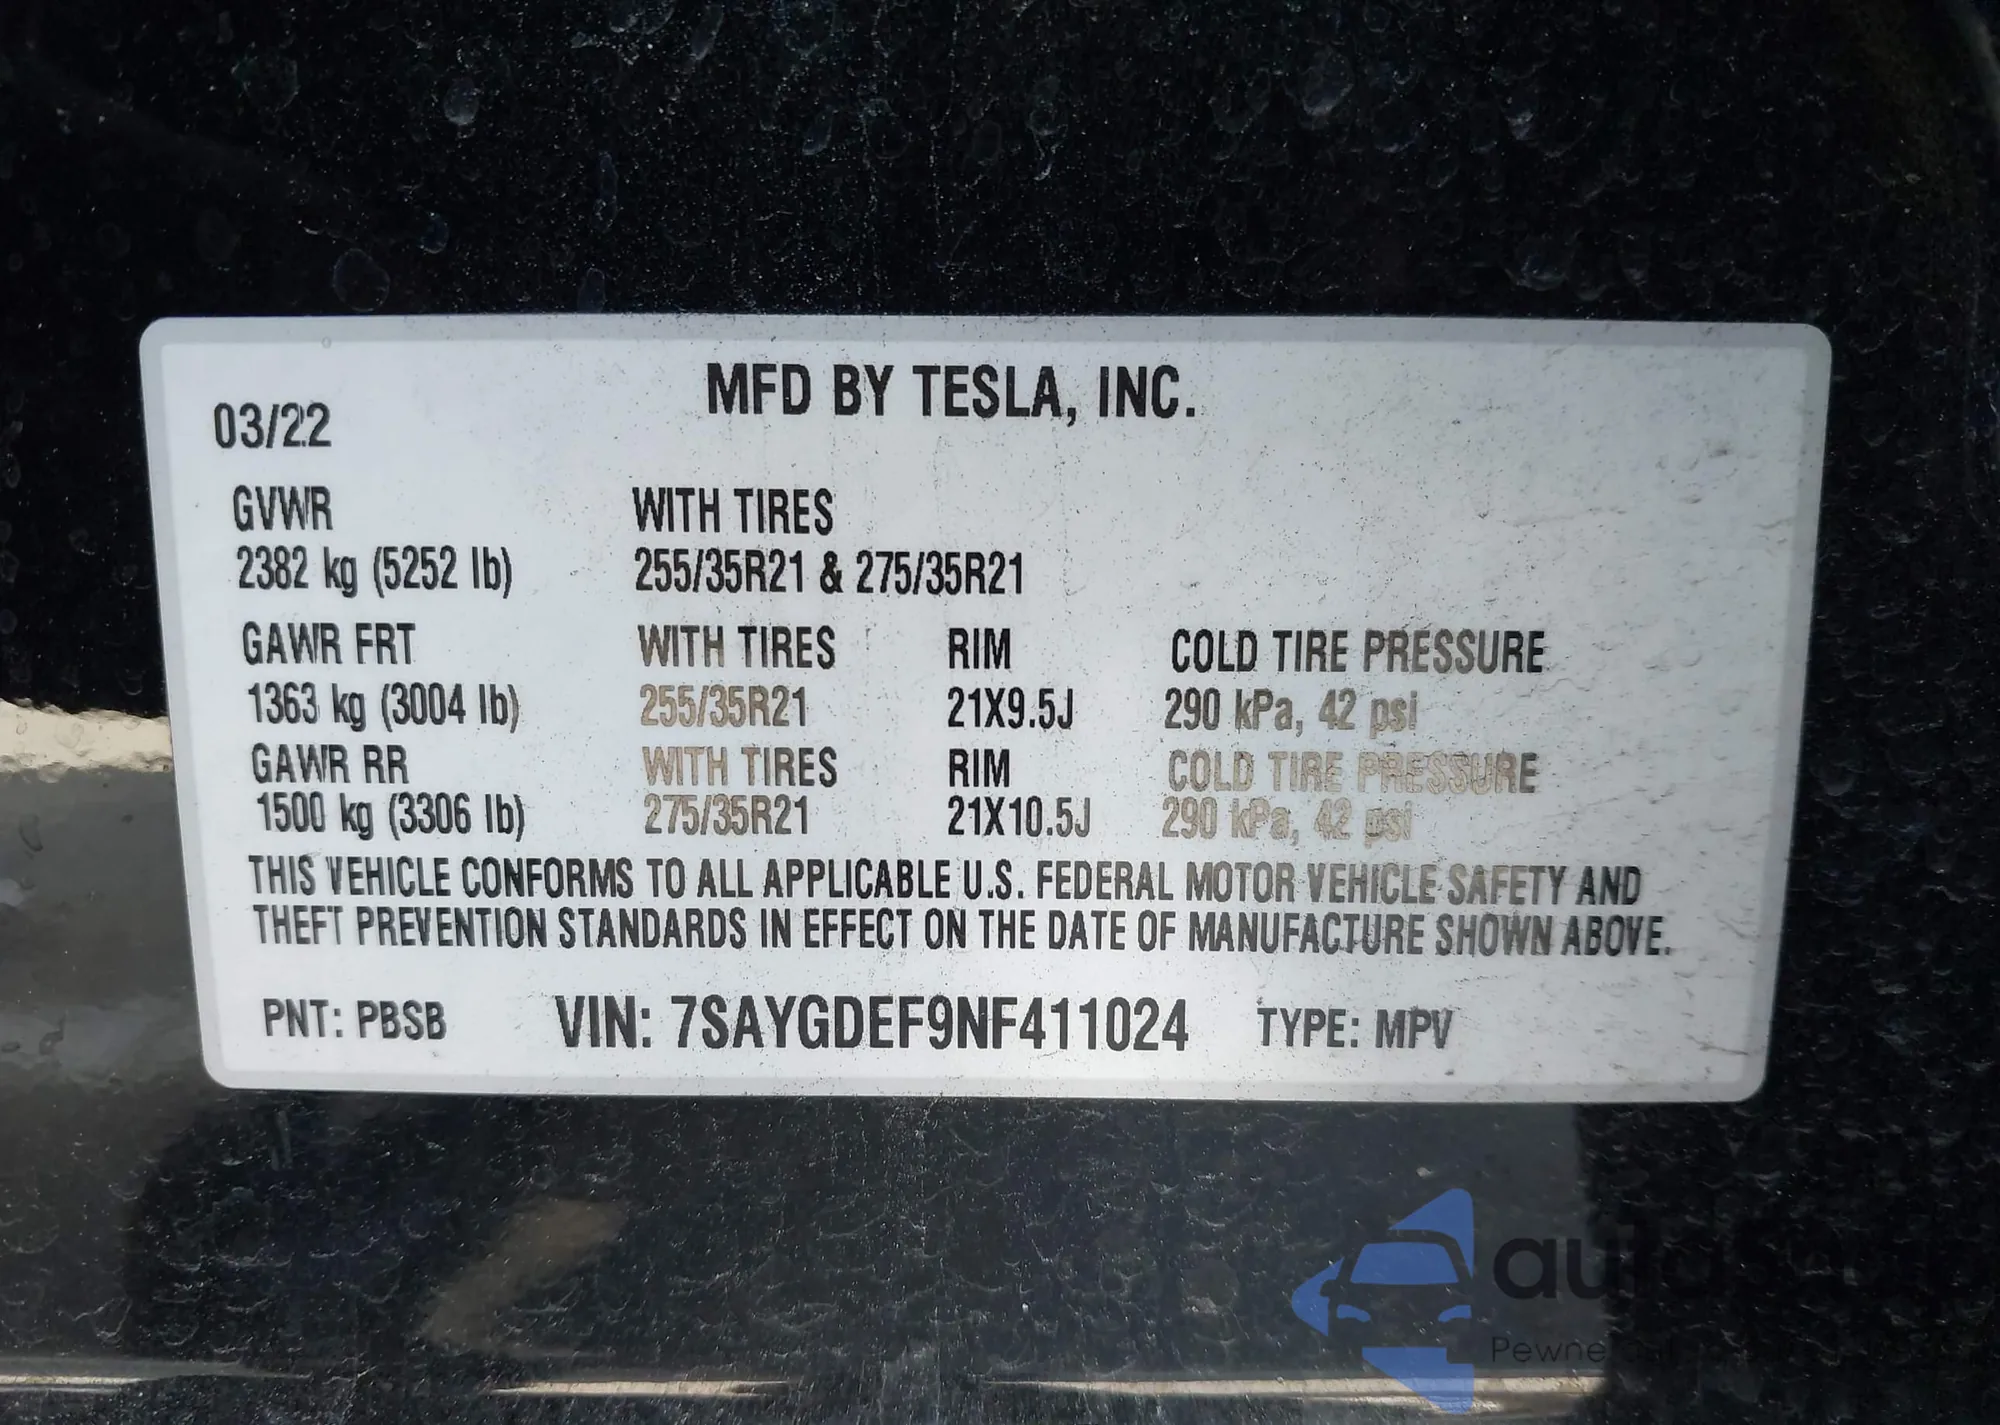 MFD BY TESLA, INC.
03/22
GVWR WITH TIRES
2382 kg (5252 lb) 255/35R21 & 275/35R21
GAWR FRT WITH TIRES RIM COLD TIRE PRESSURE
1363 kg (3004 lb) 255/35R21 21X9.5J 290 kPa, 42 psi
GAWR RR WITH TIRES RIM COLD TIRE PRESSURE
1500 kg (3306 lb) 275/35R21 21X10.5J 290 kPa, 42 psi
THIS VEHICLE CONFORMS TO ALL APPLICABLE U.S. FEDERAL MOTOR VEHICLE SAFETY AND
THEFT PREVENTION STANDARDS IN EFFECT ON THE DATE OF MANUFACTURE SHOWN ABOVE.
PNT: PBSB VIN: 7SAYGDEF9NF411024 TYPE: MPV
Pewne